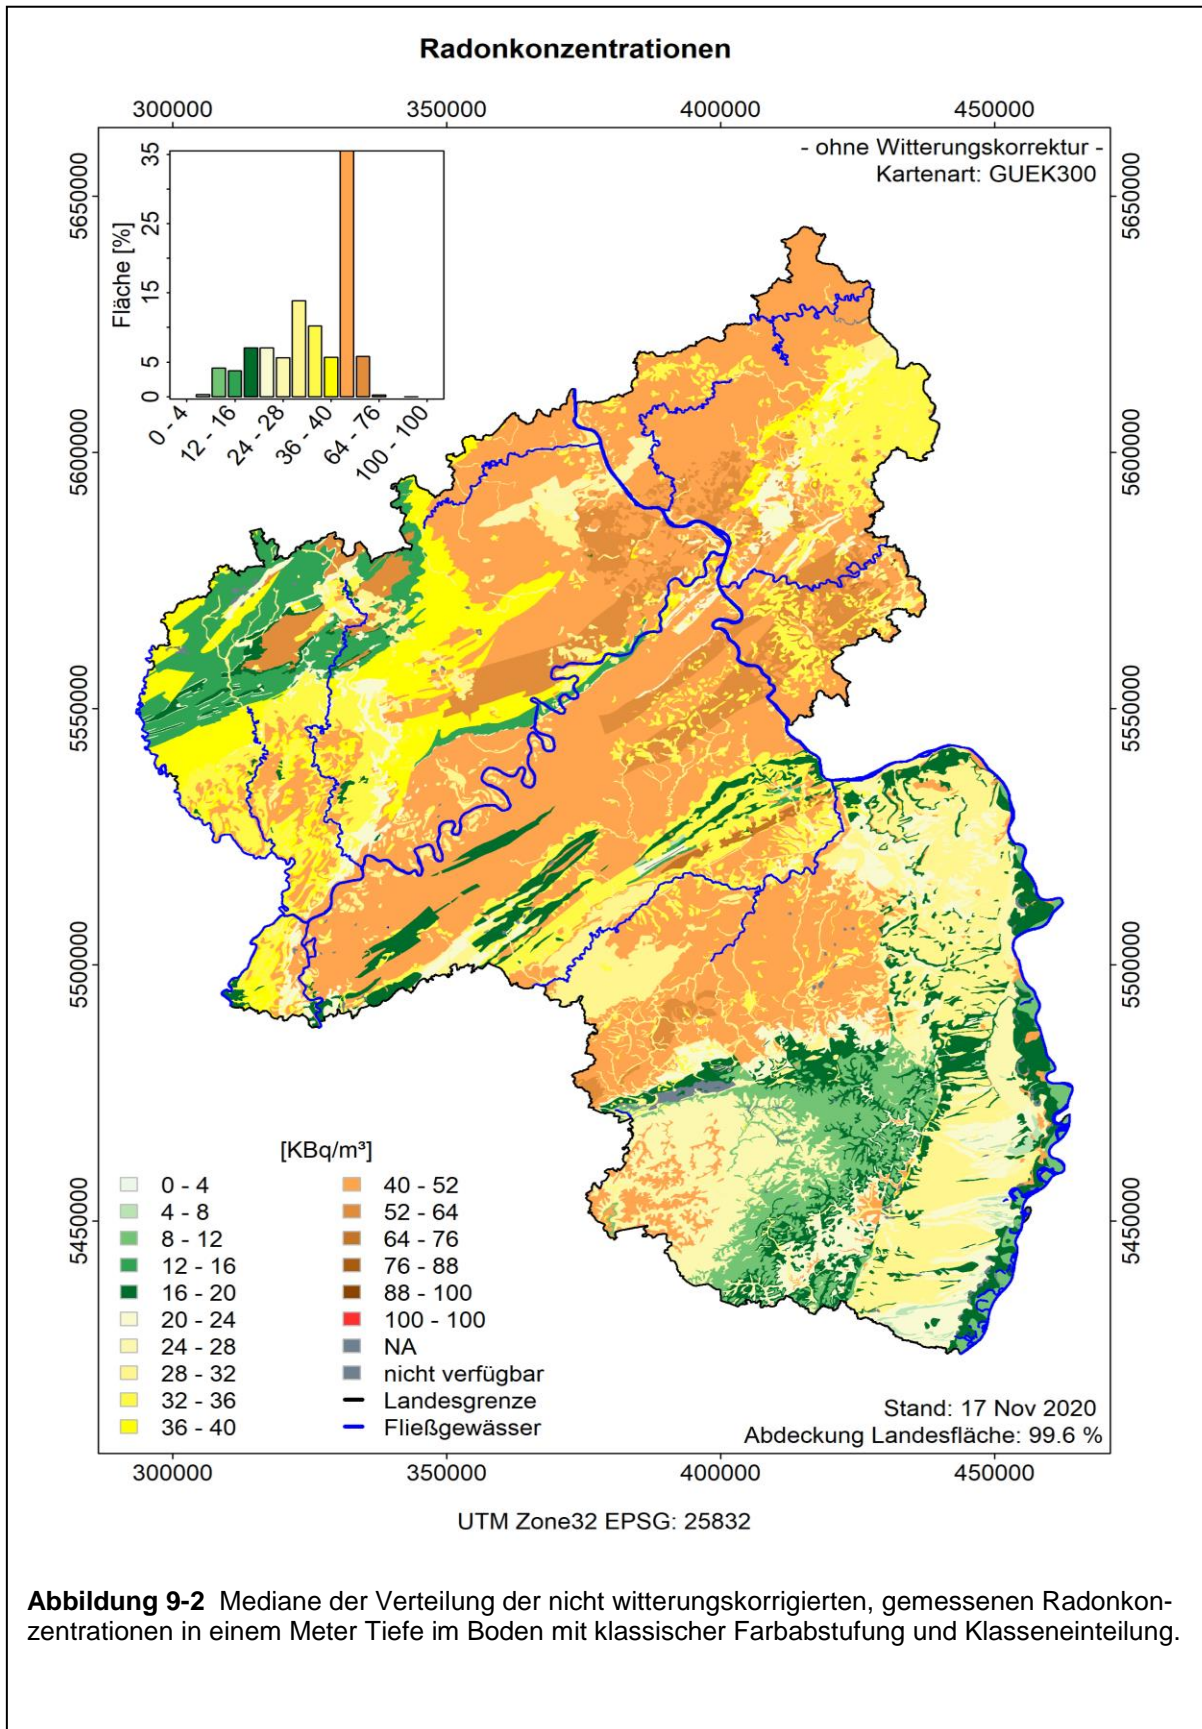 Radonkonzentrationen
300000 350000 400000 450000
- ohne Witterungskorrektur -
Kartenart: GUEK300
35
25
15
5
0
Fläche [%]
0 - 4
12 - 16
24 - 28
36 - 40
64 - 76
100 - 100
5650000
5600000
5550000
5500000
5450000
5650000
5600000
5550000
5500000
5450000
[KBq/m³]
0 - 4
4 - 8
8 - 12
12 - 16
16 - 20
20 - 24
24 - 28
28 - 32
32 - 36
36 - 40
40 - 52
52 - 64
64 - 76
76 - 88
88 - 100
100 - 100
NA
nicht verfügbar
Landesgrenze
Fließgewässer
Stand: 17 Nov 2020
Abdeckung Landesfläche: 99.6 %
300000 350000 400000 450000
UTM Zone32 EPSG: 25832
Abbildung 9-2 Mediane der Verteilung der nicht witterungskorrigierten, gemessenen Radonkon-
zentrationen in einem Meter Tiefe im Boden mit klassischer Farbabstufung und Klasseneinteilung.